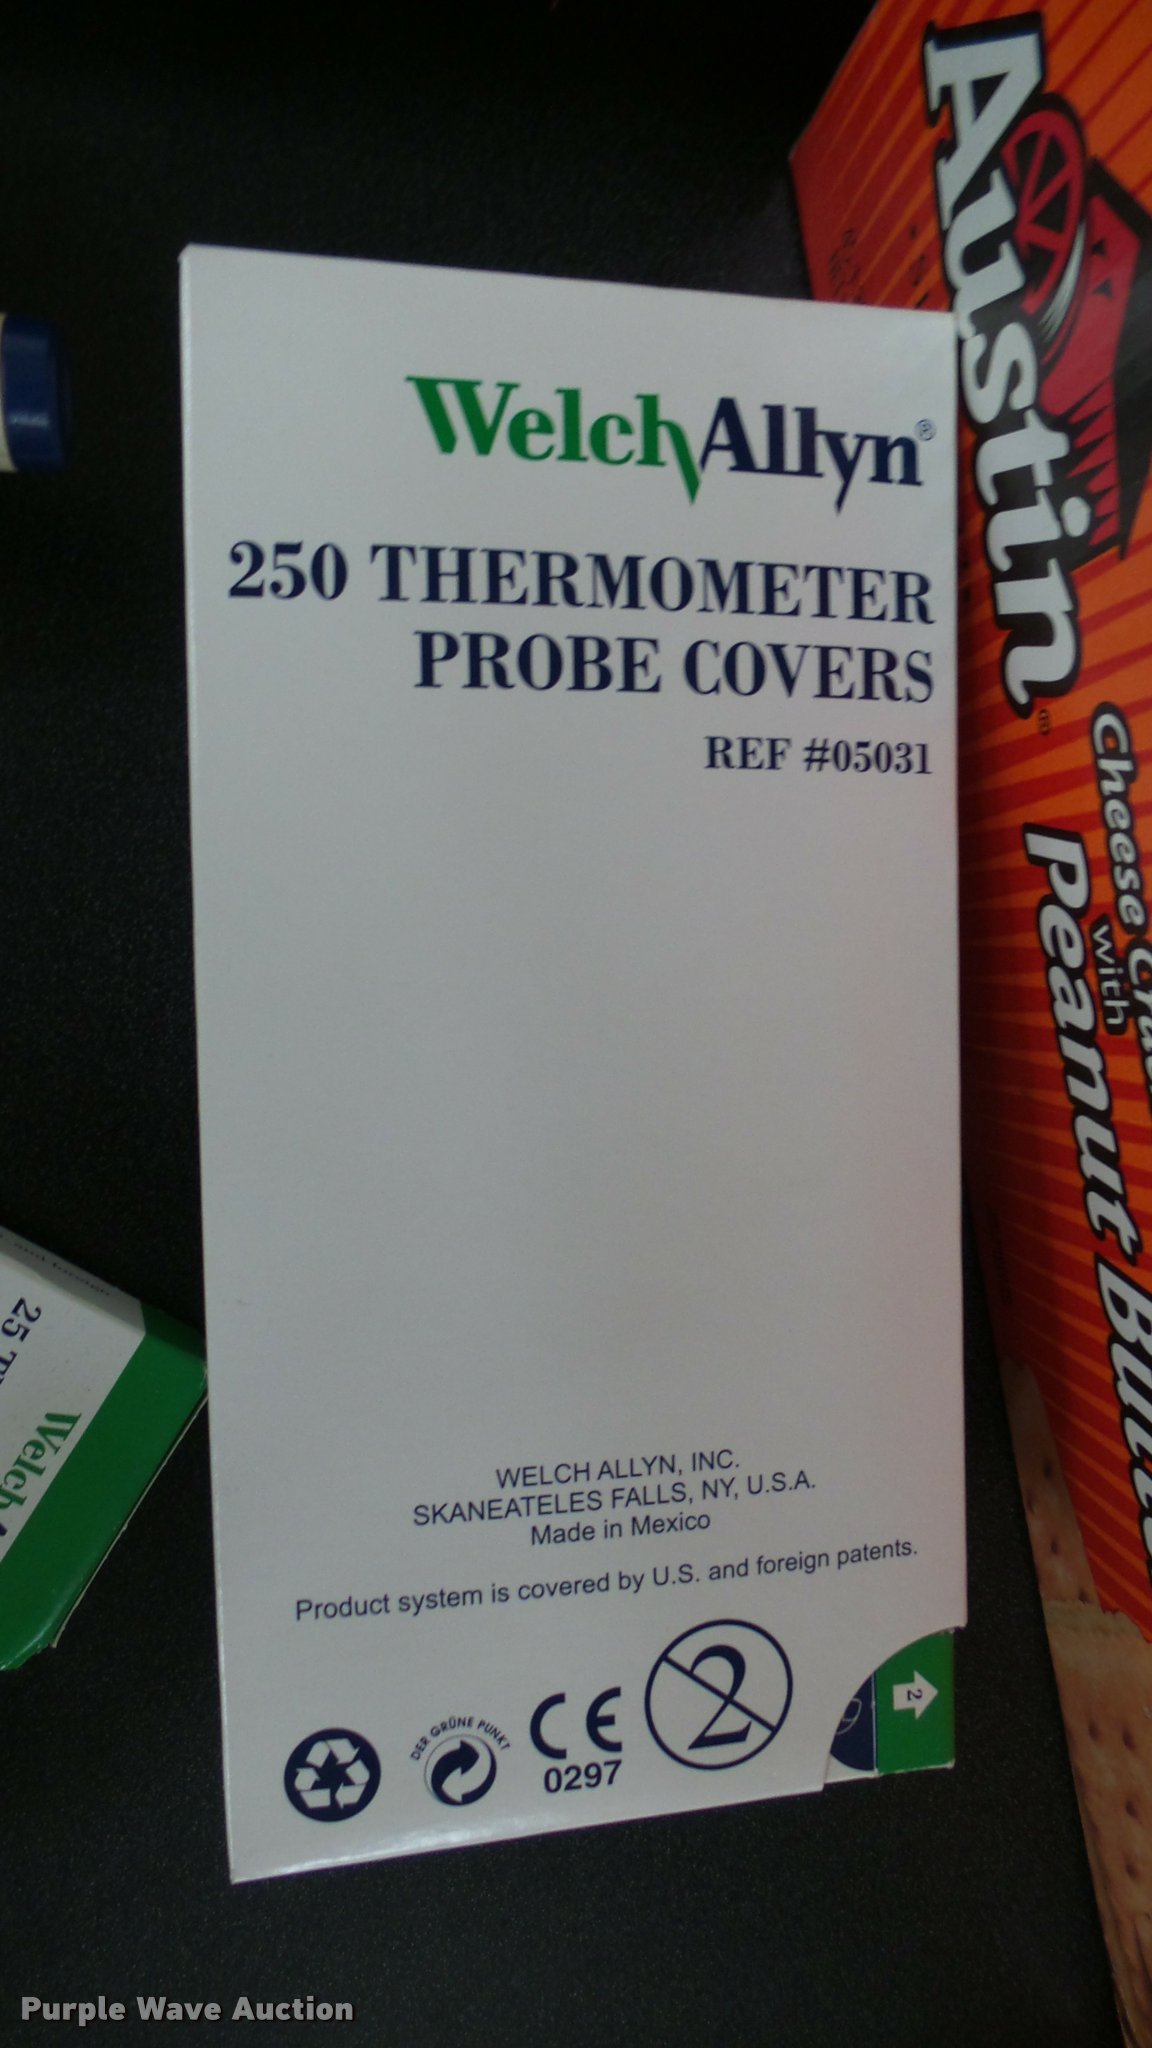 WelchAllyn®
250 THERMOMETER
PROBE COVERS
REF #05031
WELCH ALLYN, INC.
SKANEATELES FALLS, NY, U.S.A.
Made in Mexico
Product system is covered by U.S. and foreign patents.
DER GRÜNE PUNKT
CE
0297
2
2
Austin®
Cheese
with
Peanut
25
Welch
Purple Wave Auction